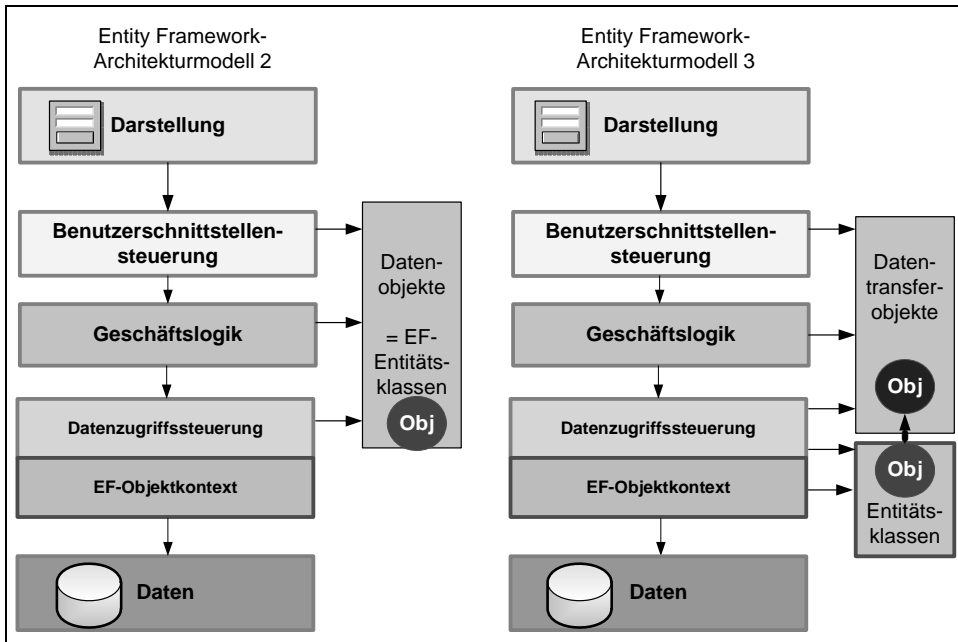 Entity Framework-
Architekturmodell 2
Darstellung
Benutzerschnittstellen-
steuerung
Geschäftslogik
Datenzugriffssteuerung
EF-Objektkontext
Daten
Daten-
objekte
= EF-
Entitäts-
klassen
Obj
Entity Framework-
Architekturmodell 3
Darstellung
Benutzerschnittstellen-
steuerung
Geschäftslogik
Datenzugriffssteuerung
EF-Objektkontext
Daten
Daten-
transfer-
objekte
Obj
Obj
Entitäts-
klassen